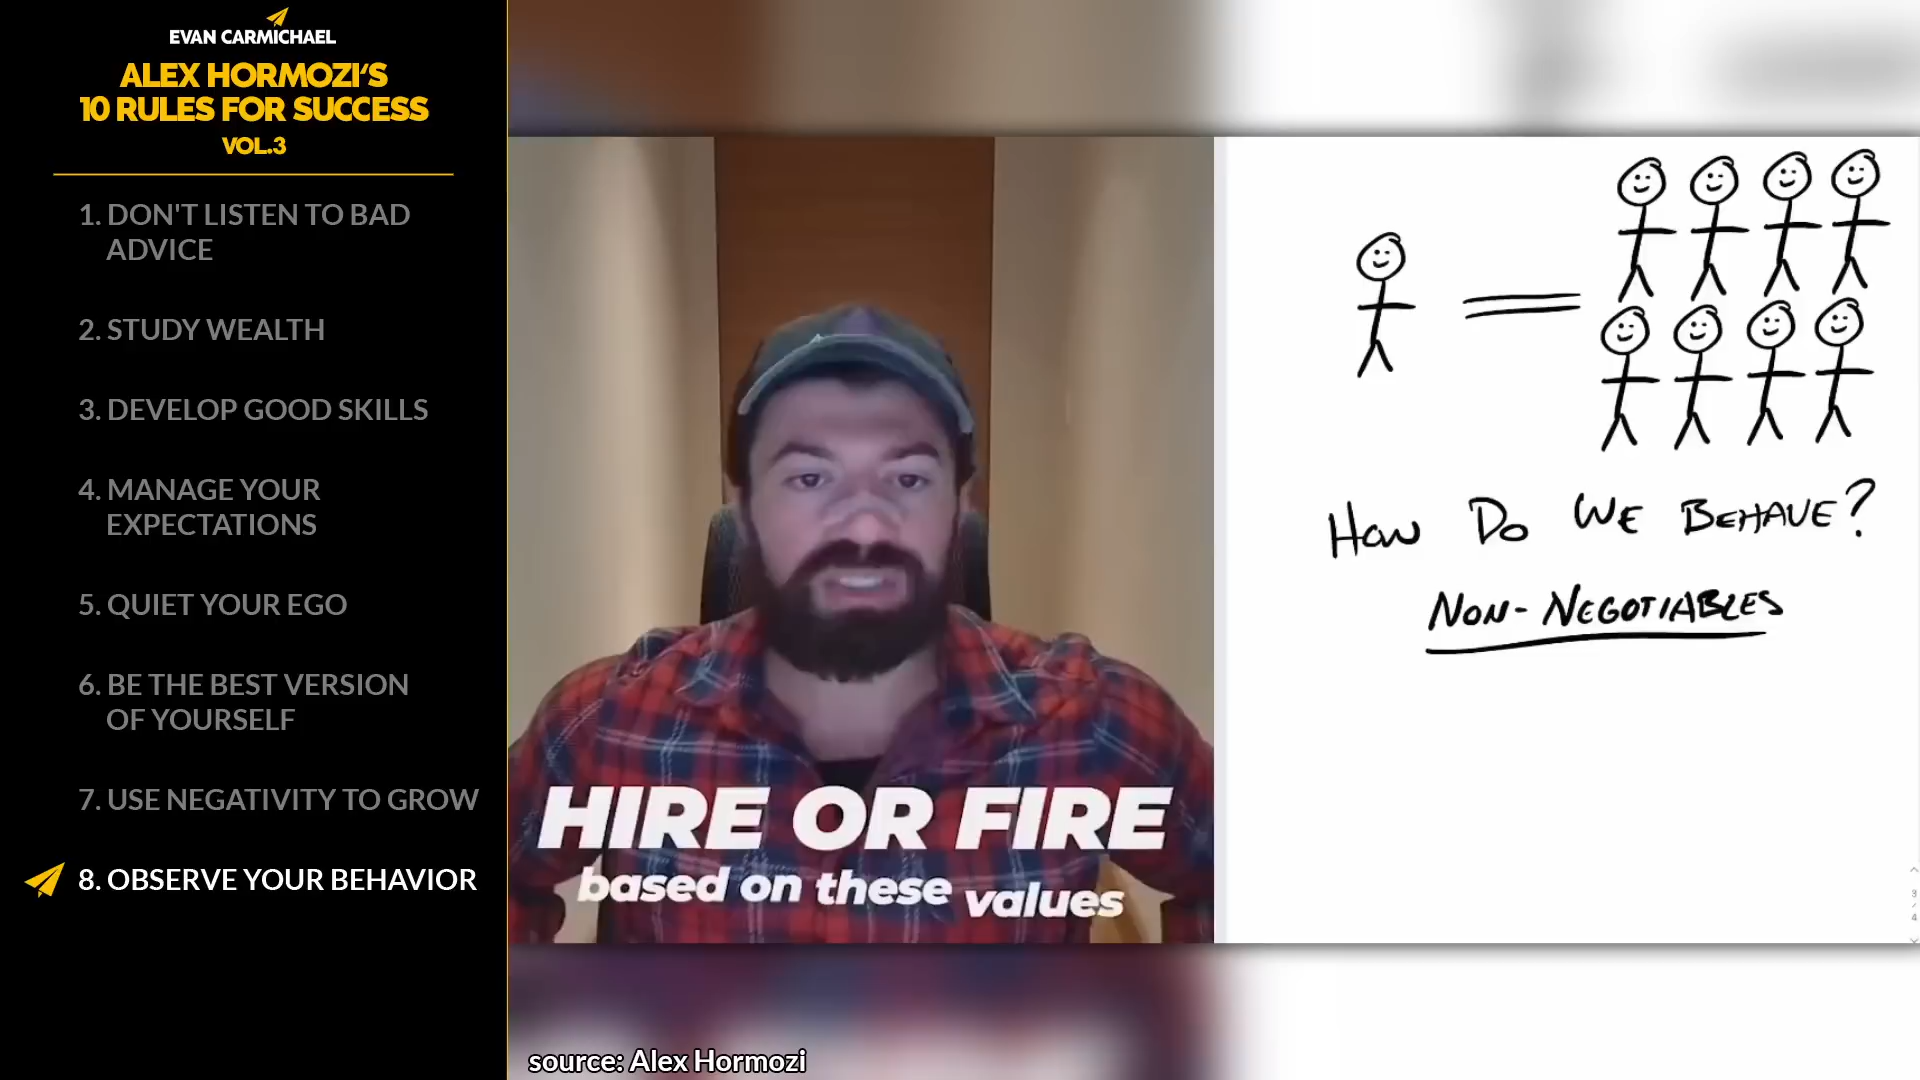 EVAN CARMICHAEL
ALEX HORMOZI'S
10 RULES FOR SUCCESS
VOL.3
1. DON'T LISTEN TO BAD
ADVICE
2. STUDY WEALTH
3. DEVELOP GOOD SKILLS
4. MANAGE YOUR
EXPECTATIONS
5. QUIET YOUR EGO
6. BE THE BEST VERSION
OF YOURSELF
7. USE NEGATIVITY TO GROW
8. OBSERVE YOUR BEHAVIOR
HIRE OR FIRE
based on these values
HOW DO WE BEHAVE?
NON-NEGOTIABLES
3
/
4
source: Alex Hormozi